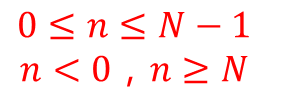 0 ≤ n ≤ N − 1
n < 0 , n ≥ N